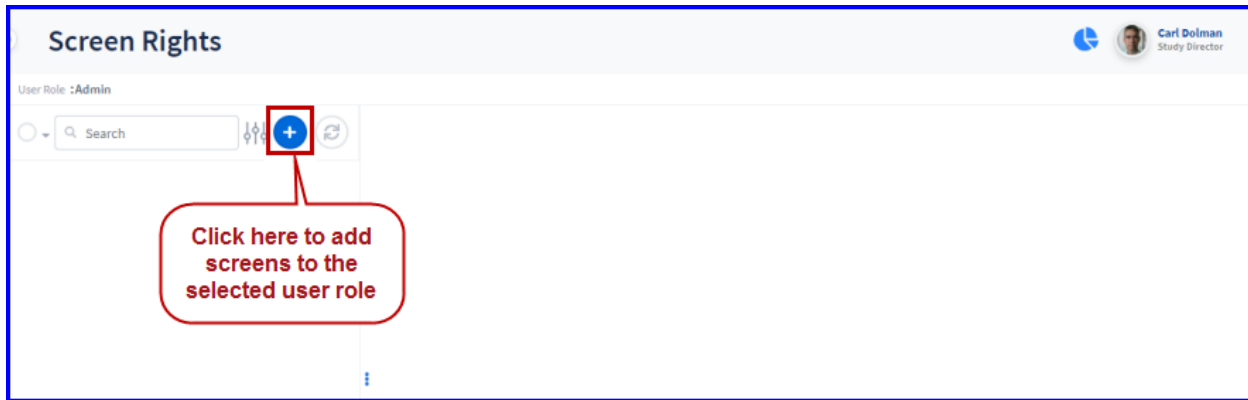 Screen Rights
Carl Dolman
Study Director
User Role :Admin
Search
Click here to add
screens to the
selected user role